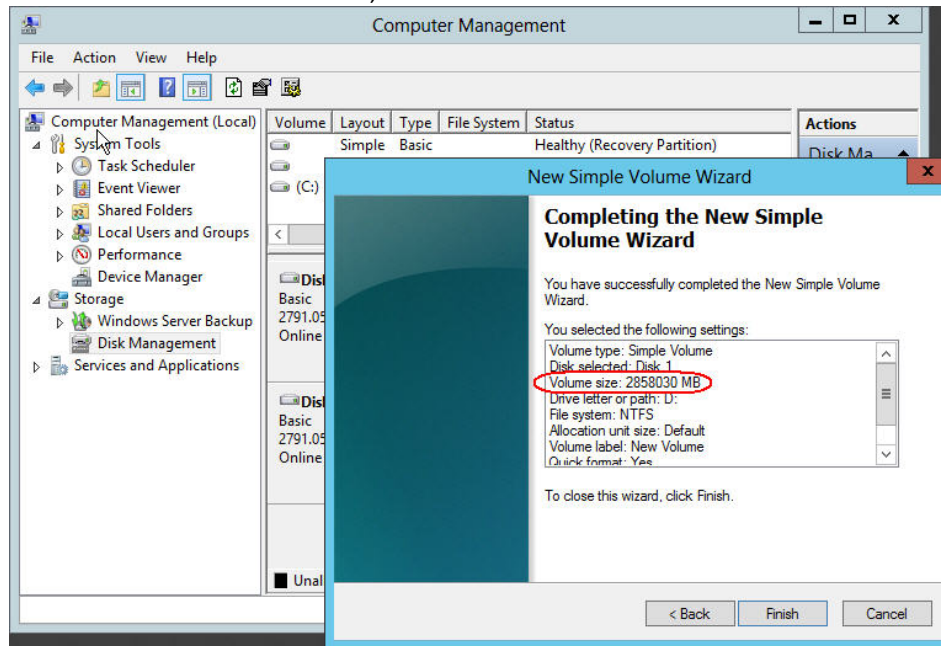 Computer Management
File Action View Help
Computer Management (Local)
System Tools
Task Scheduler
Event Viewer
Shared Folders
Local Users and Groups
Performance
Device Manager
Storage
Windows Server Backup
Disk Management
Services and Applications
Volume Layout Type File System Status
Simple Basic Healthy (Recovery Partition)
(C:)
Basic
2791.05
Online
Basic
2791.05
Online
Actions
New Simple Volume Wizard
Completing the New Simple
Volume Wizard
You have successfully completed the New Simple Volume
Wizard.
You selected the following settings:
Volume type: Simple Volume
Disk selected: Disk 1
Volume size: 2858030 MB
Drive letter or path: D:
File system: NTFS
Allocation unit size: Default
Volume label: New Volume
Quick format: Yes
To close this wizard, click Finish.
< Back Finish Cancel